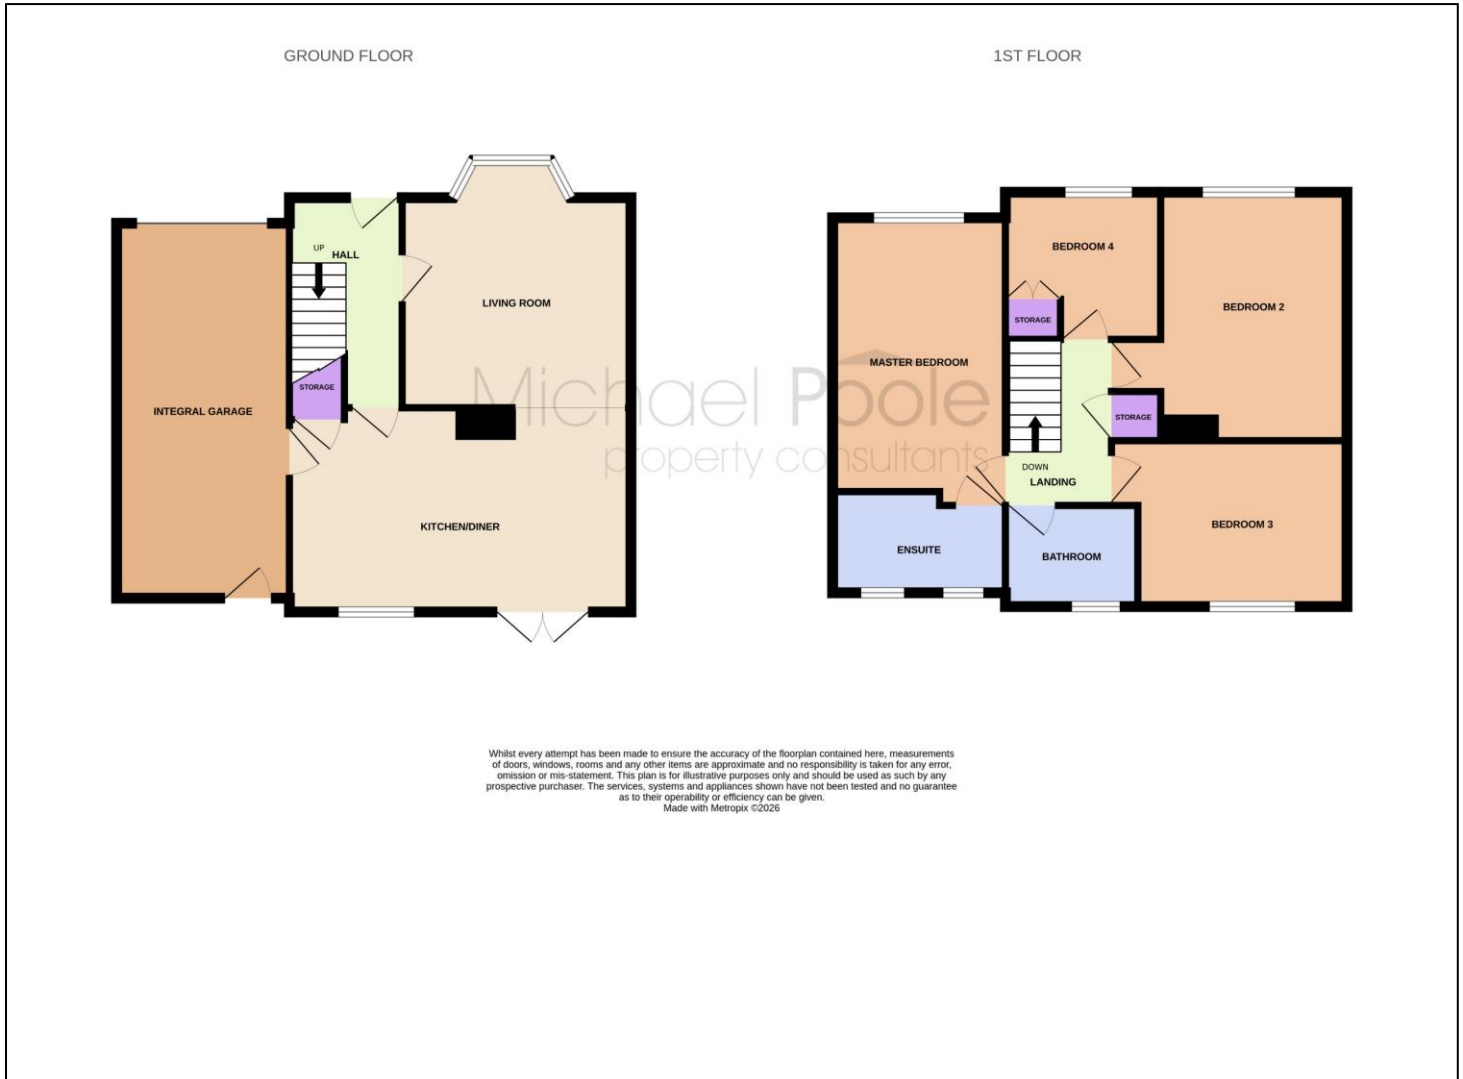 GROUND FLOOR
1ST FLOOR
UP
HALL
LIVING ROOM
STORAGE
INTEGRAL GARAGE
KITCHEN/DINER
BEDROOM 4
BEDROOM 2
STORAGE
MASTER BEDROOM
STORAGE
DOWN
LANDING
BEDROOM 3
ENSUITE
BATHROOM
Michael Poole
property consultants
Whilst every attempt has been made to ensure the accuracy of the floorplan contained here, measurements
of doors, windows, rooms and any other items are approximate and no responsibility is taken for any error,
omission or mis-statement. This plan is for illustrative purposes only and should be used as such by any
prospective purchaser. The services, systems and appliances shown have not been tested and no guarantee
as to their operability or efficiency can be given.
Made with Metropix ©2026